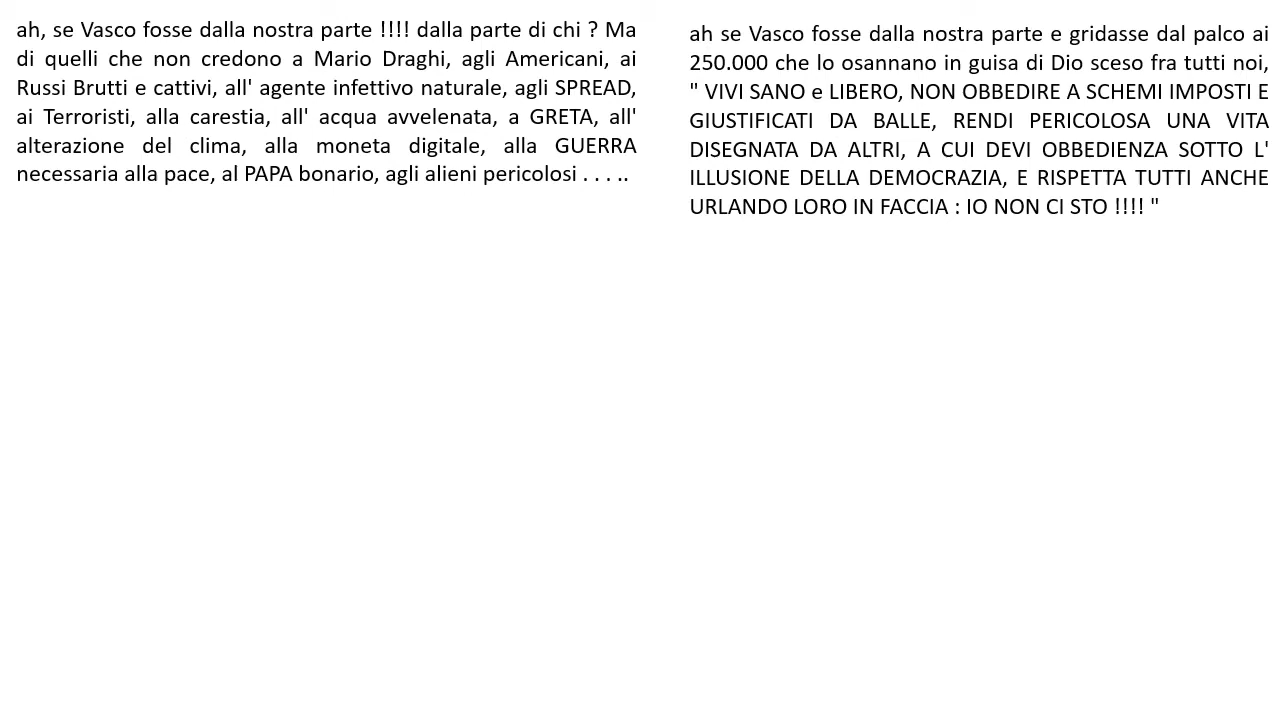 ah, se Vasco fosse dalla nostra parte !!!! dalla parte di chi ? Ma
di quelli che non credono a Mario Draghi, agli Americani, ai
Russi Brutti e cattivi, all' agente infettivo naturale, agli SPREAD,
ai Terroristi, alla carestia, all' acqua avvelenata, a GRETA, all'
alterazione del clima, alla moneta digitale, alla GUERRA
necessaria alla pace, al PAPA bonario, agli alieni pericolosi . . . ..
ah se Vasco fosse dalla nostra parte e gridasse dal palco ai
250.000 che lo osannano in guisa di Dio sceso fra tutti noi,
" VIVI SANO e LIBERO, NON OBBEDIRE A SCHEMI IMPOSTI E
GIUSTIFICATI DA BALLE, RENDI PERICOLOSA UNA VITA
DISEGNATA DA ALTRI, A CUI DEVI OBBEDIENZA SOTTO L'
ILLUSIONE DELLA DEMOCRAZIA, E RISPETTA TUTTI ANCHE
URLANDO LORO IN FACCIA : IO NON CI STO !!!! "